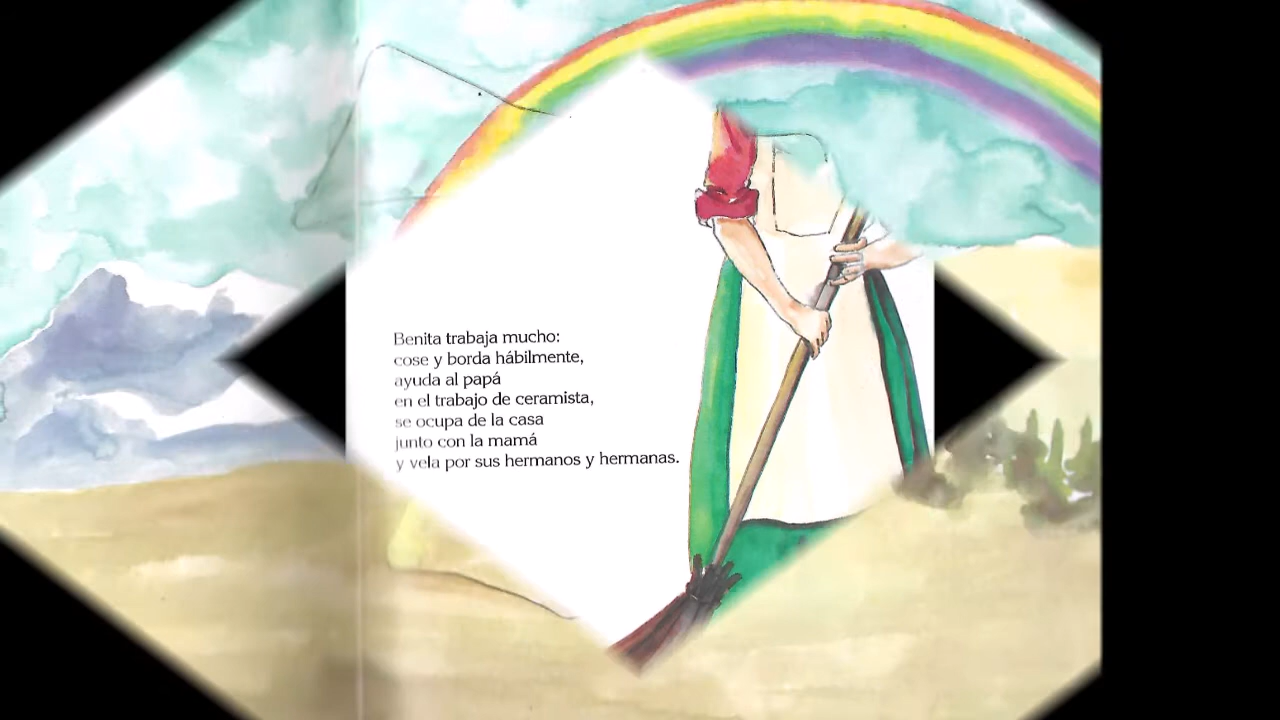 Benita trabaja mucho:
cose y borda hábilmente,
ayuda al papá
en el trabajo de ceramista,
se ocupa de la casa
junto con la mamá
y vela por sus hermanos y hermanas.